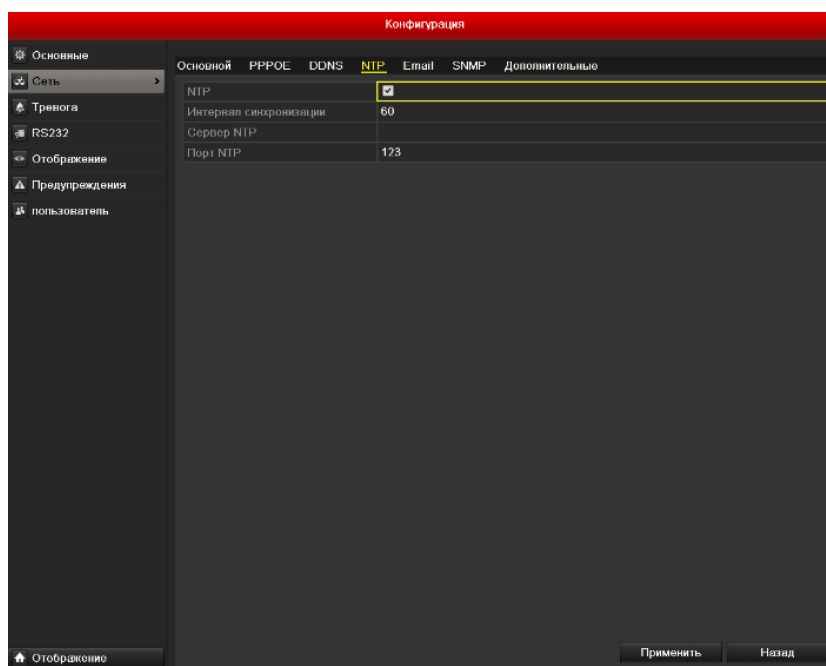 Конфигурация
Основные
Сеть
Тревога
RS232
Отображение
Предупреждения
пользователь
Отображение
Основной PPPOE DDNS NTP Email SNMP Дополнительные
NTP
Интервал синхронизации 60
Сервер NTP
Порт NTP 123
Применить Назад